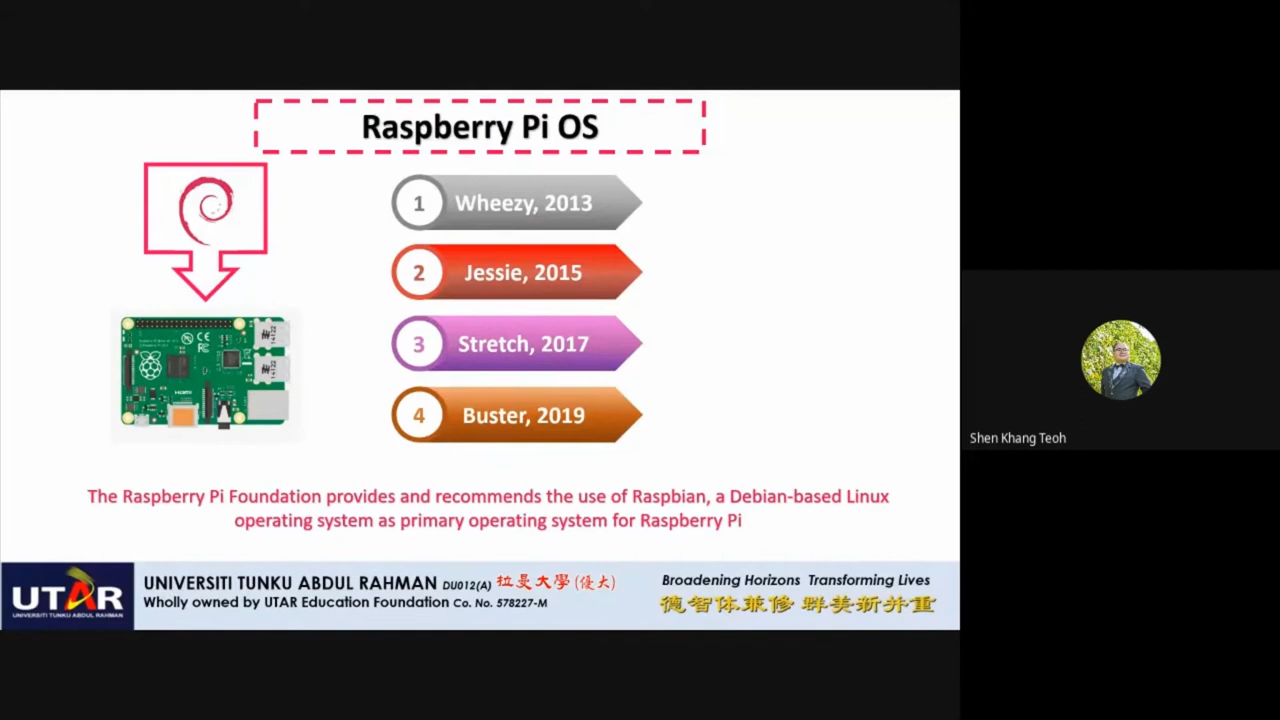 Raspberry Pi OS
1 Wheezy, 2013
2 Jessie, 2015
3 Stretch, 2017
4 Buster, 2019
The Raspberry Pi Foundation provides and recommends the use of Raspbian, a Debian-based Linux
operating system as primary operating system for Raspberry Pi
Shen Khang Teoh
UTAR
UNIVERSITI TUNKU ABDUL RAHMAN
UNIVERSITI TUNKU ABDUL RAHMAN DU012(A) 拉曼大學(優大)
Wholly owned by UTAR Education Foundation Co. No. 578227-M
Broadening Horizons Transforming Lives
德智体兼修 群美新并重